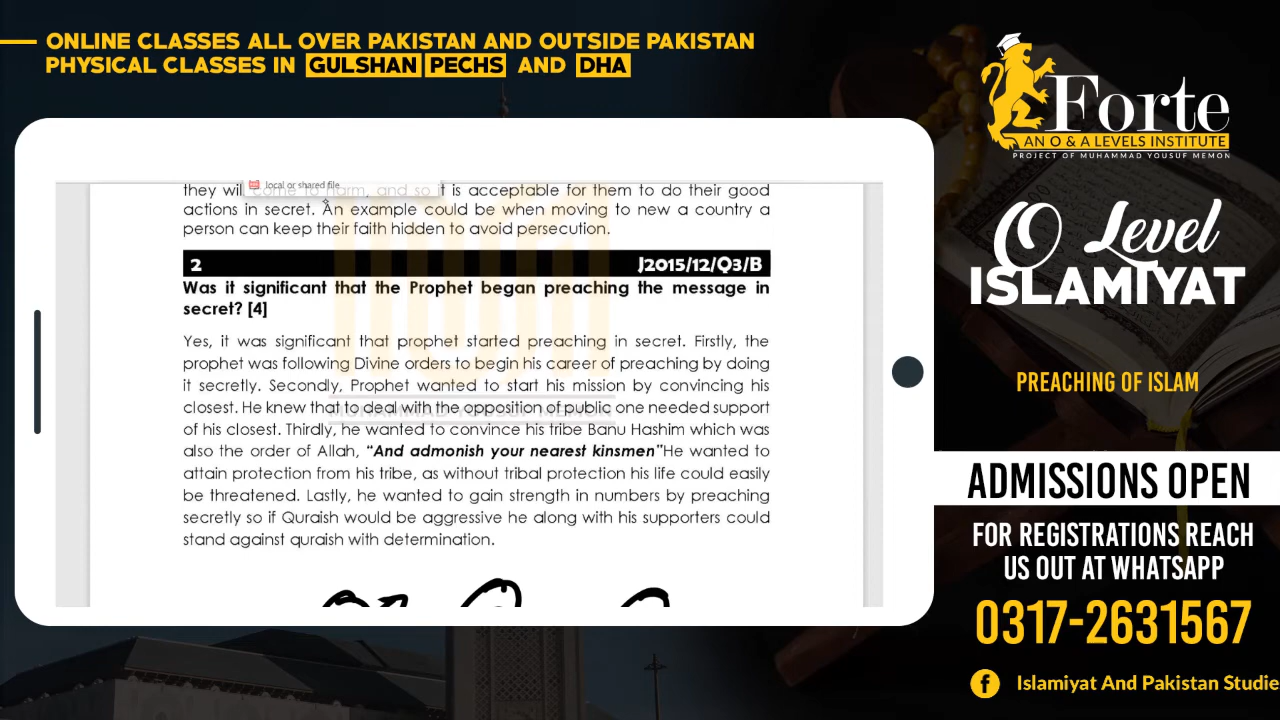 ONLINE CLASSES ALL OVER PAKISTAN AND OUTSIDE PAKISTAN
PHYSICAL CLASSES IN GULSHAN PECHS AND DHA
Forte
AN O & A LEVELS INSTITUTE
PROJECT OF MUHAMMAD YOUSUF MEMON
O Level
ISLAMIYAT
PREACHING OF ISLAM
ADMISSIONS OPEN
FOR REGISTRATIONS REACH
US OUT AT WHATSAPP
0317-2631567
Islamiyat And Pakistan Studie
local or shared file
they will come to harm, and so it is acceptable for them to do their good
actions in secret. An example could be when moving to new a country a
person can keep their faith hidden to avoid persecution.
2 J2015/12/Q3/B
Was it significant that the Prophet began preaching the message in
secret? [4]
Yes, it was significant that prophet started preaching in secret. Firstly, the
prophet was following Divine orders to begin his career of preaching by doing
it secretly. Secondly, Prophet wanted to start his mission by convincing his
closest. He knew that to deal with the opposition of public one needed support
of his closest. Thirdly, he wanted to convince his tribe Banu Hashim which was
also the order of Allah, “And admonish your nearest kinsmen”He wanted to
attain protection from his tribe, as without tribal protection his life could easily
be threatened. Lastly, he wanted to gain strength in numbers by preaching
secretly so if Quraish would be aggressive he along with his supporters could
stand against quraish with determination.
MUHAMMAD YOUSUF MEMON